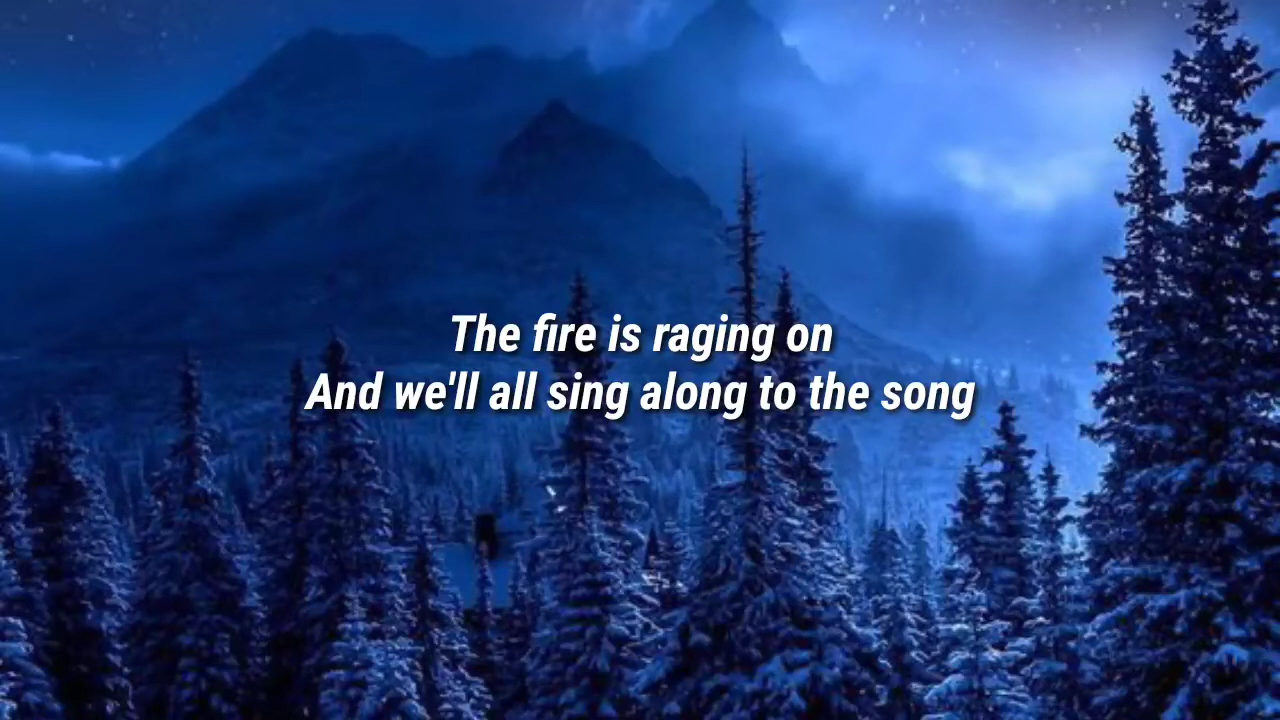 The fire is raging on
And we'll all sing along to the song